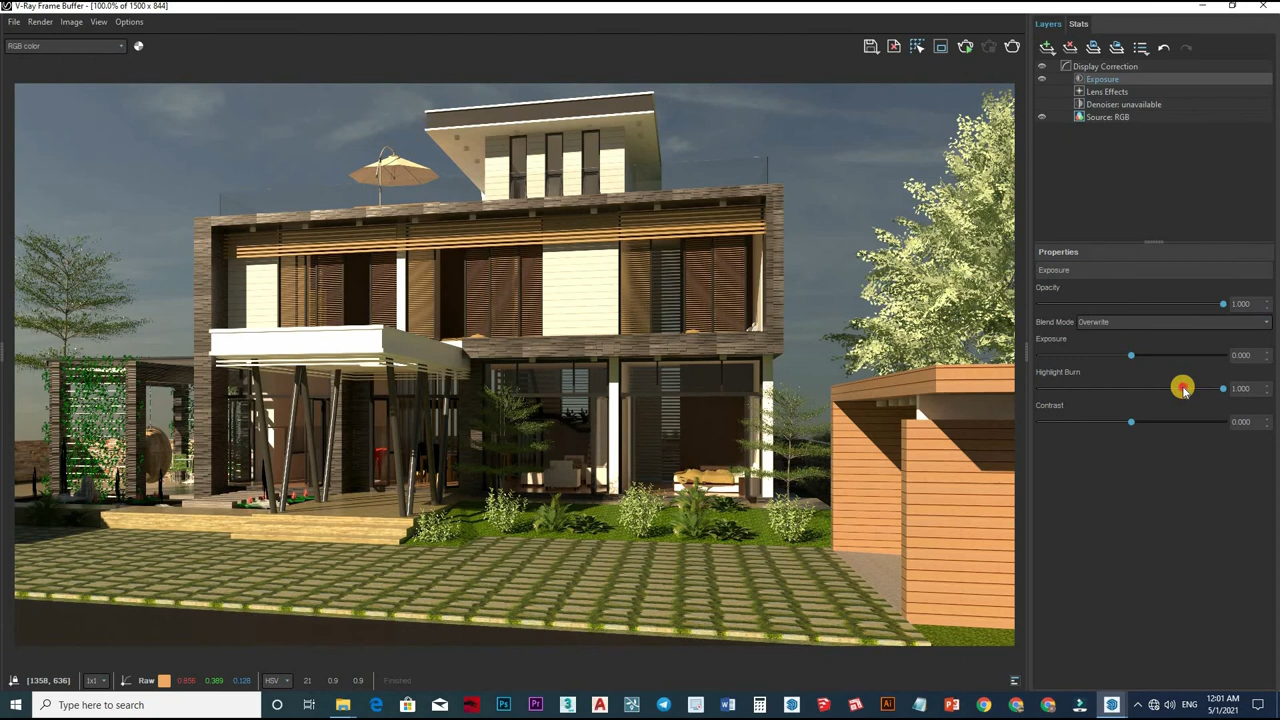 V-Ray Frame Buffer - [100.0% of 1500 x 844]
File Render Image View Options
Layers Stats
RGB color
Display Correction
Exposure
Lens Effects
Denoiser: unavailable
Source: RGB
Properties
Exposure
Opacity
1.000
Blend Mode Overwrite
Exposure
0.000
Highlight Burn
1.000
Contrast
0.000
[1358, 636] 1x1 Raw 0.856 0.389 0.128 HSV 21 0.9 0.9 Finished
Type here to search
ENG
12:01 AM
5/1/2021